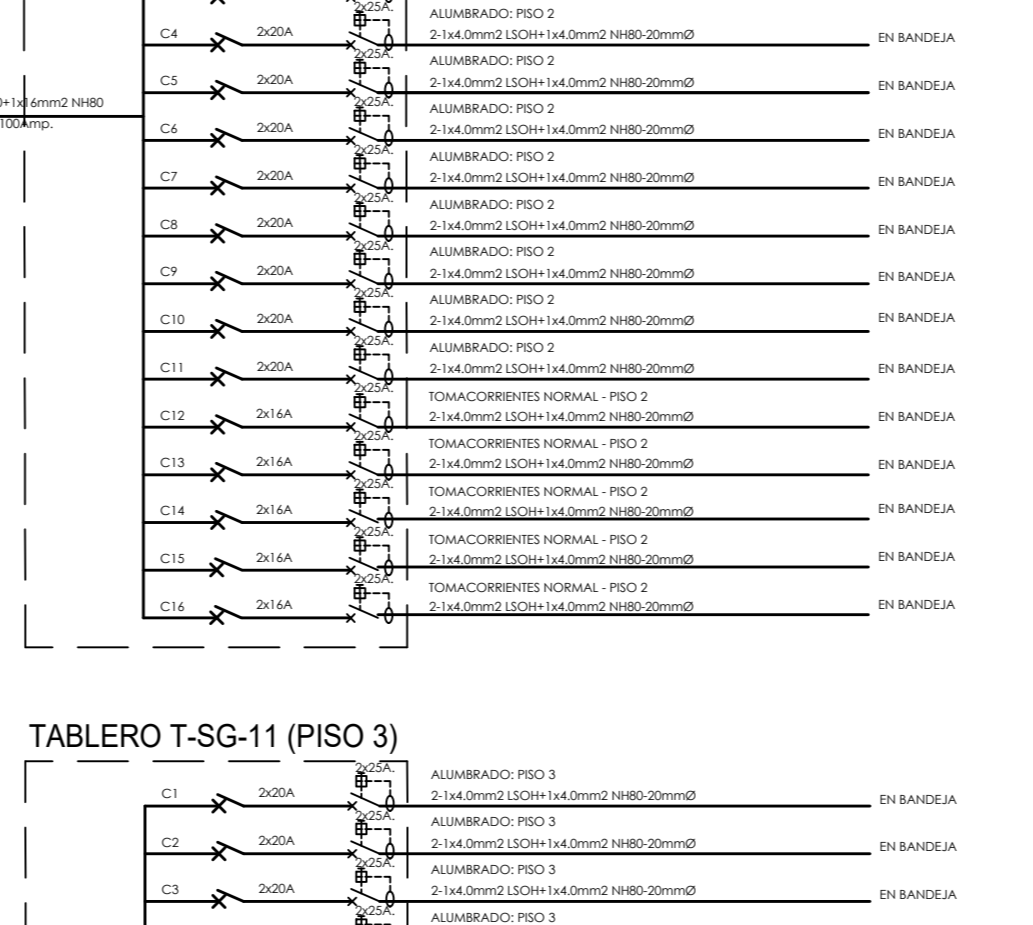 2x25A.
ALUMBRADO: PISO 2
C4 2x20A 2-1x4.0mm2 LSOH+1x4.0mm2 NH80-20mmØ EN BANDEJA
2x25A.
ALUMBRADO: PISO 2
C5 2x20A 2-1x4.0mm2 LSOH+1x4.0mm2 NH80-20mmØ EN BANDEJA
+1x16mm2 NH80
2x25A.
ALUMBRADO: PISO 2
100Amp.
C6 2x20A 2-1x4.0mm2 LSOH+1x4.0mm2 NH80-20mmØ EN BANDEJA
2x25A.
ALUMBRADO: PISO 2
C7 2x20A 2-1x4.0mm2 LSOH+1x4.0mm2 NH80-20mmØ EN BANDEJA
2x25A.
ALUMBRADO: PISO 2
C8 2x20A 2-1x4.0mm2 LSOH+1x4.0mm2 NH80-20mmØ EN BANDEJA
2x25A.
ALUMBRADO: PISO 2
C9 2x20A 2-1x4.0mm2 LSOH+1x4.0mm2 NH80-20mmØ EN BANDEJA
2x25A.
ALUMBRADO: PISO 2
C10 2x20A 2-1x4.0mm2 LSOH+1x4.0mm2 NH80-20mmØ EN BANDEJA
2x25A.
ALUMBRADO: PISO 2
C11 2x20A 2-1x4.0mm2 LSOH+1x4.0mm2 NH80-20mmØ EN BANDEJA
2x25A.
TOMACORRIENTES NORMAL - PISO 2
C12 2x16A 2-1x4.0mm2 LSOH+1x4.0mm2 NH80-20mmØ EN BANDEJA
2x25A.
TOMACORRIENTES NORMAL - PISO 2
C13 2x16A 2-1x4.0mm2 LSOH+1x4.0mm2 NH80-20mmØ EN BANDEJA
2x25A.
TOMACORRIENTES NORMAL - PISO 2
C14 2x16A 2-1x4.0mm2 LSOH+1x4.0mm2 NH80-20mmØ EN BANDEJA
2x25A.
TOMACORRIENTES NORMAL - PISO 2
C15 2x16A 2-1x4.0mm2 LSOH+1x4.0mm2 NH80-20mmØ EN BANDEJA
2x25A.
TOMACORRIENTES NORMAL - PISO 2
C16 2x16A 2-1x4.0mm2 LSOH+1x4.0mm2 NH80-20mmØ EN BANDEJA
TABLERO T-SG-11 (PISO 3)
2x25A.
ALUMBRADO: PISO 3
C1 2x20A 2-1x4.0mm2 LSOH+1x4.0mm2 NH80-20mmØ EN BANDEJA
2x25A.
ALUMBRADO: PISO 3
C2 2x20A 2-1x4.0mm2 LSOH+1x4.0mm2 NH80-20mmØ EN BANDEJA
2x25A.
ALUMBRADO: PISO 3
C3 2x20A 2-1x4.0mm2 LSOH+1x4.0mm2 NH80-20mmØ EN BANDEJA
2x25A.
ALUMBRADO: PISO 3